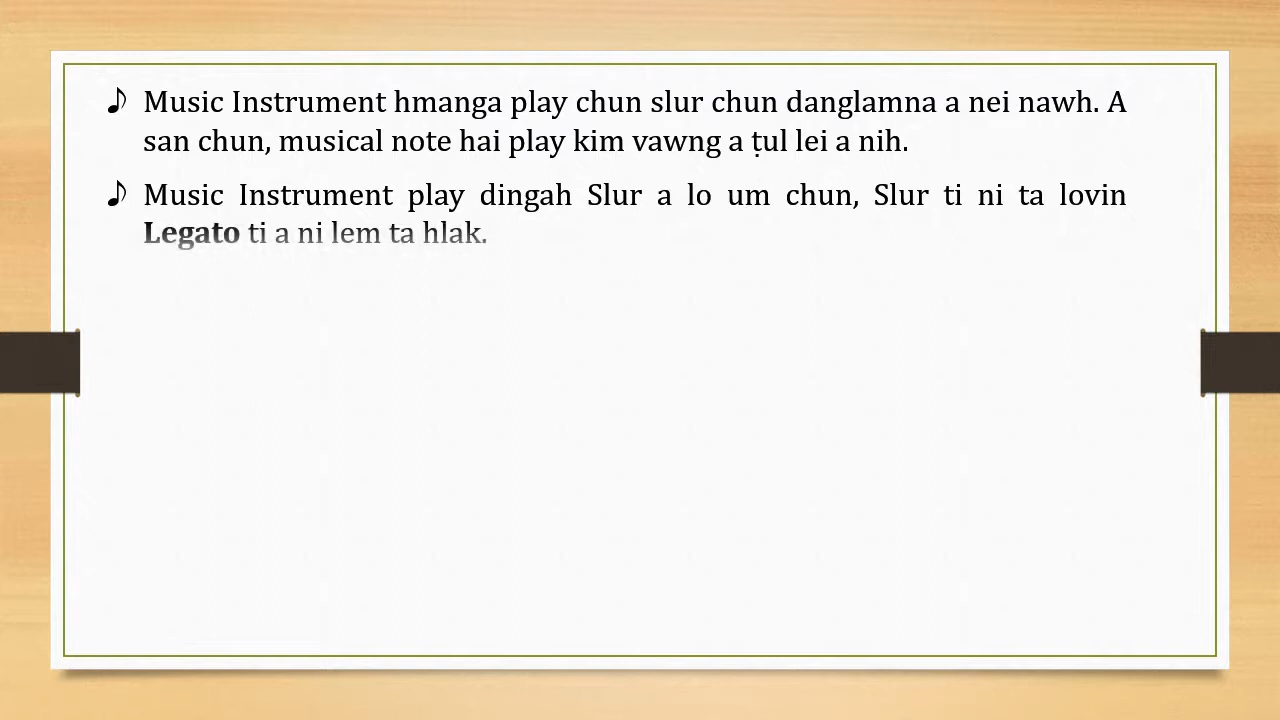 ♪ Music Instrument hmanga play chun slur chun danglamna a nei nawh. A
san chun, musical note hai play kim vawng a ṭul lei a nih.
♪ Music Instrument play dingah Slur a lo um chun, Slur ti ni ta lovin
Legato ti a ni lem ta hlak.